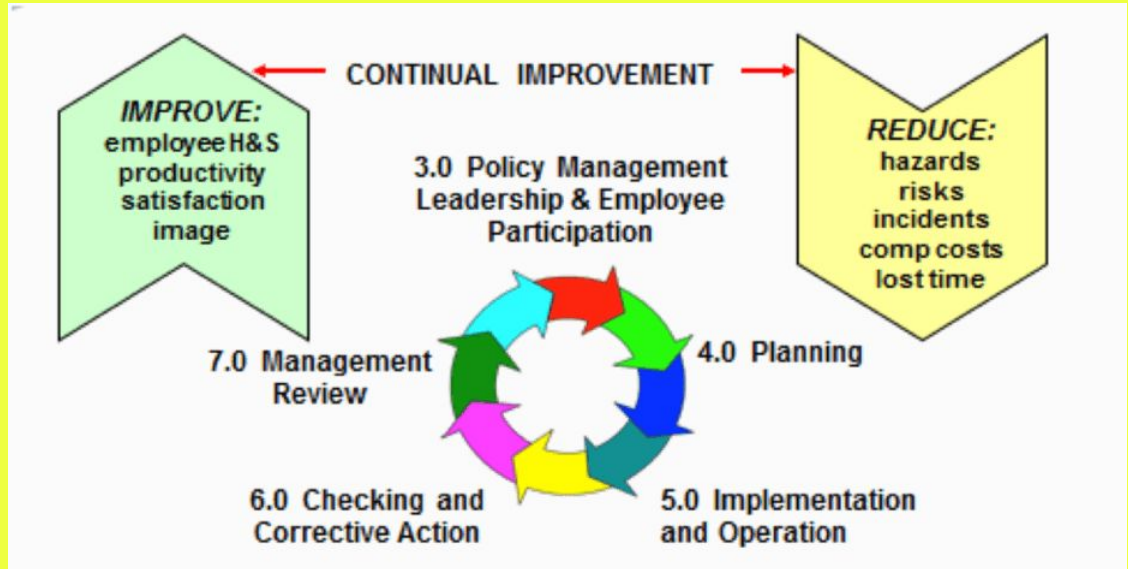 CONTINUAL IMPROVEMENT
IMPROVE:
employee H&S
productivity
satisfaction
image
REDUCE:
hazards
risks
incidents
comp costs
lost time
3.0 Policy Management
Leadership & Employee
Participation
4.0 Planning
5.0 Implementation
and Operation
6.0 Checking and
Corrective Action
7.0 Management
Review